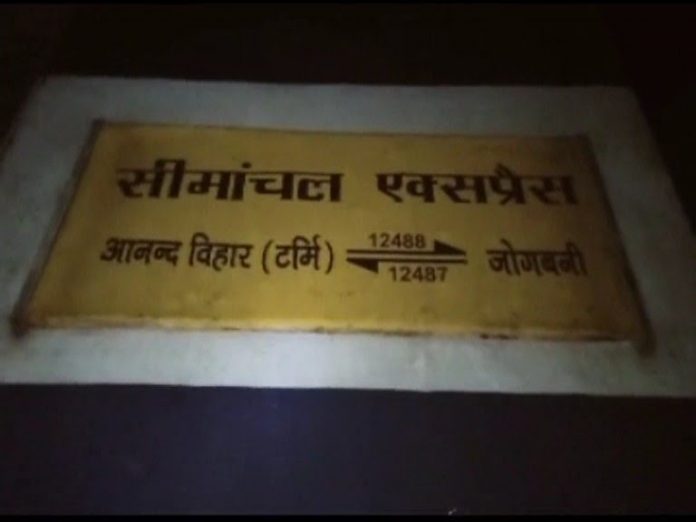 सीमांचल एक्सप्रैस
आनन्द विहार (टर्मि) 12488 जोगबनी
12487